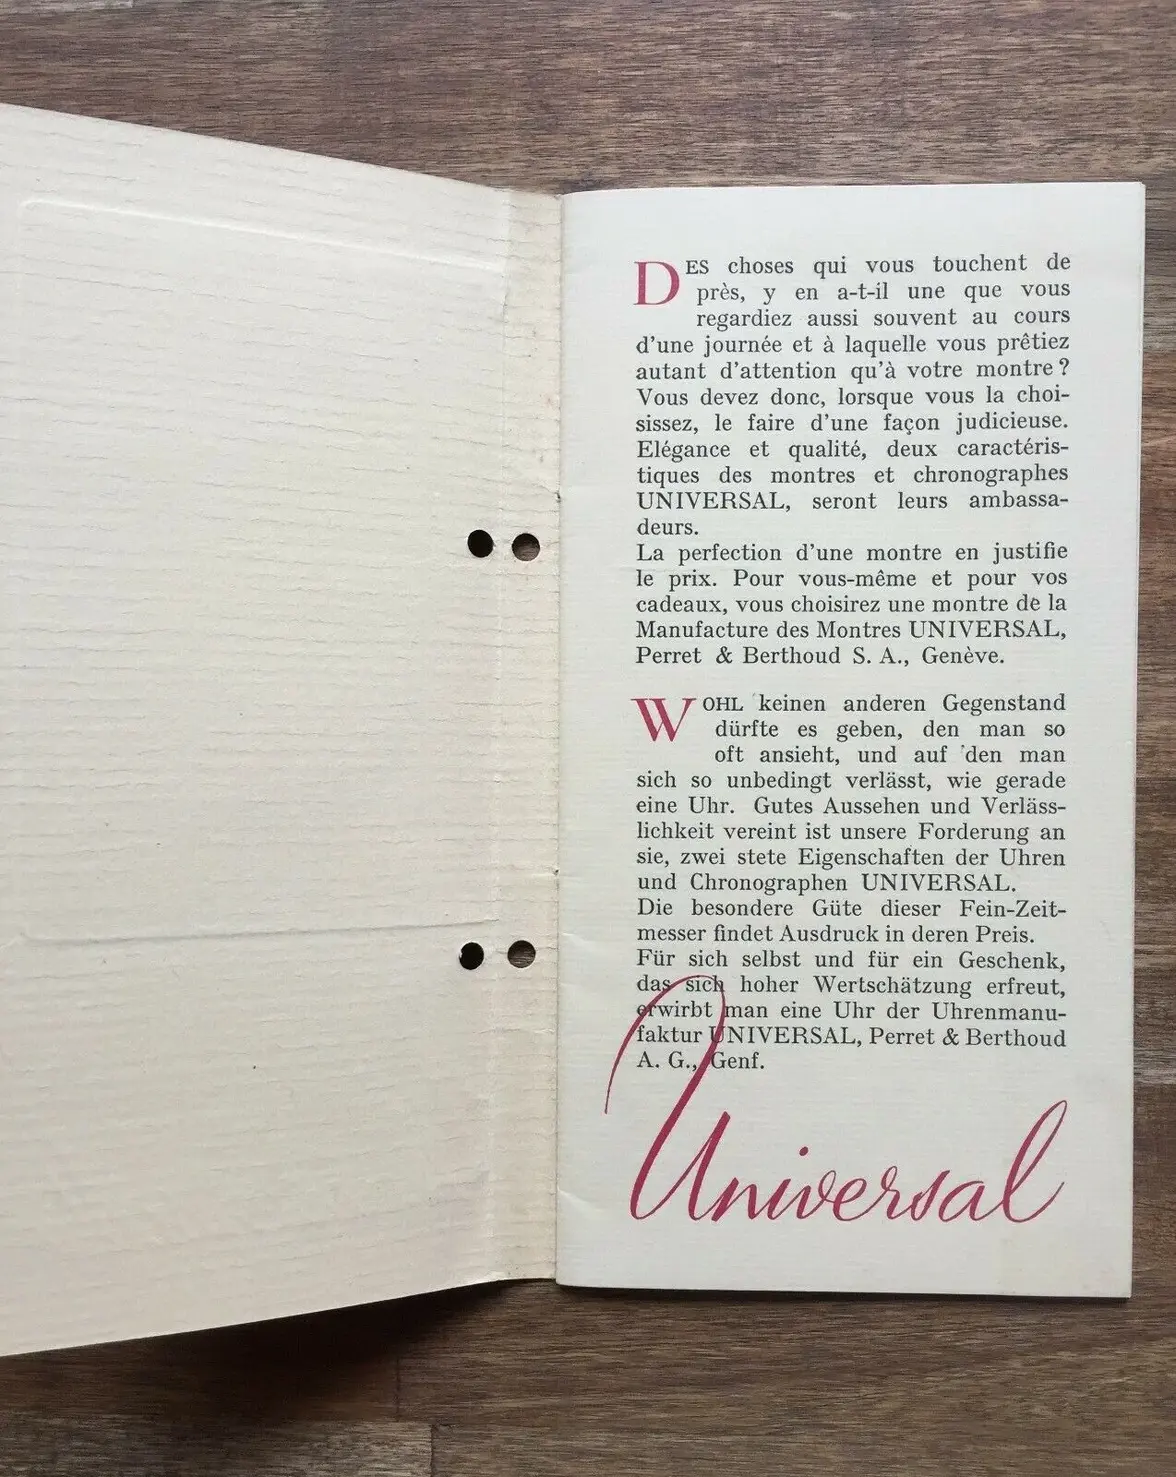 DES choses qui vous touchent de
près, y en a-t-il une que vous
regardiez aussi souvent au cours
d'une journée et à laquelle vous prêtiez
autant d'attention qu'à votre montre ?
Vous devez donc, lorsque vous la choi-
sissez, le faire d'une façon judicieuse.
Elégance et qualité, deux caractéris-
tiques des montres et chronographes
UNIVERSAL, seront leurs ambassa-
deurs.
La perfection d'une montre en justifie
le prix. Pour vous-même et pour vos
cadeaux, vous choisirez une montre de la
Manufacture des Montres UNIVERSAL,
Perret & Berthoud S. A., Genève.
WOHL keinen anderen Gegenstand
dürfte es geben, den man so
oft ansieht, und auf den man
sich so unbedingt verlässt, wie gerade
eine Uhr. Gutes Aussehen und Verläss-
lichkeit vereint ist unsere Forderung an
sie, zwei stete Eigenschaften der Uhren
und Chronographen UNIVERSAL.
Die besondere Güte dieser Fein-Zeit-
messer findet Ausdruck in deren Preis.
Für sich selbst und für ein Geschenk,
das sich hoher Wertschätzung erfreut,
erwirbt man eine Uhr der Uhrenmanu-
faktur UNIVERSAL, Perret & Berthoud
A. G., Genf.
Universal